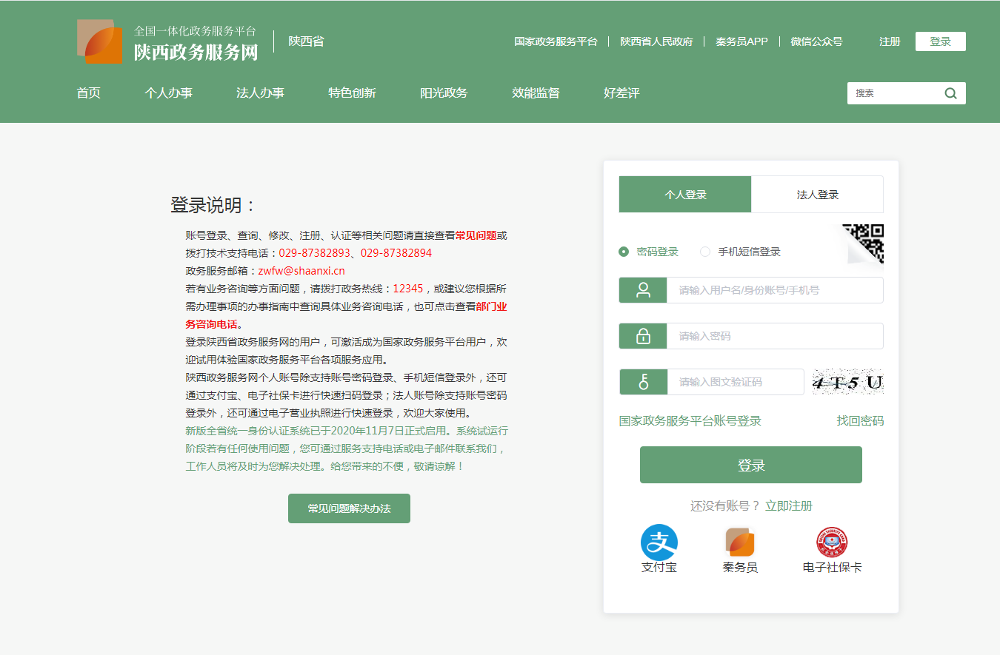 全国一体化政务服务平台
陕西政务服务网
陕西省
国家政务服务平台
陕西省人民政府
秦务员APP
微信公众号
注册
登录
首页
个人办事
法人办事
特色创新
阳光政务
效能监督
好差评
搜索
登录说明：
账号登录、查询、修改、注册、认证等相关问题请直接查看常见问题或
拨打技术支持电话：029-87382893、029-87382894
政务服务邮箱：zwfw@shaanxi.cn
若有业务咨询等方面问题，请拨打政务热线：12345，或建议您根据所
需办理事项的办事指南中查询具体业务咨询电话，也可点击查看部门业
务咨询电话。
登录陕西省政务服务网的用户，可激活成为国家政务服务平台用户，欢
迎试用体验国家政务服务平台各项服务应用。
陕西政务服务网个人账号除支持账号密码登录、手机短信登录外，还可
通过支付宝、电子社保卡进行快速扫码登录；法人账号除支持账号密码
登录外，还可通过电子营业执照进行快速登录，欢迎大家使用。
新版全省统一身份认证系统已于2020年11月7日正式启用。系统试运行
阶段若有任何使用问题，您可通过服务支持电话或电子邮件联系我们，
工作人员将及时为您解决处理。给您带来的不便，敬请谅解！
常见问题解决办法
个人登录
法人登录
密码登录
手机短信登录
请输入用户名/身份账号/手机号
请输入密码
请输入图文验证码
4T5U
国家政务服务平台账号登录
找回密码
登录
还没有账号？立即注册
支
支付宝
秦务员
电子社保卡